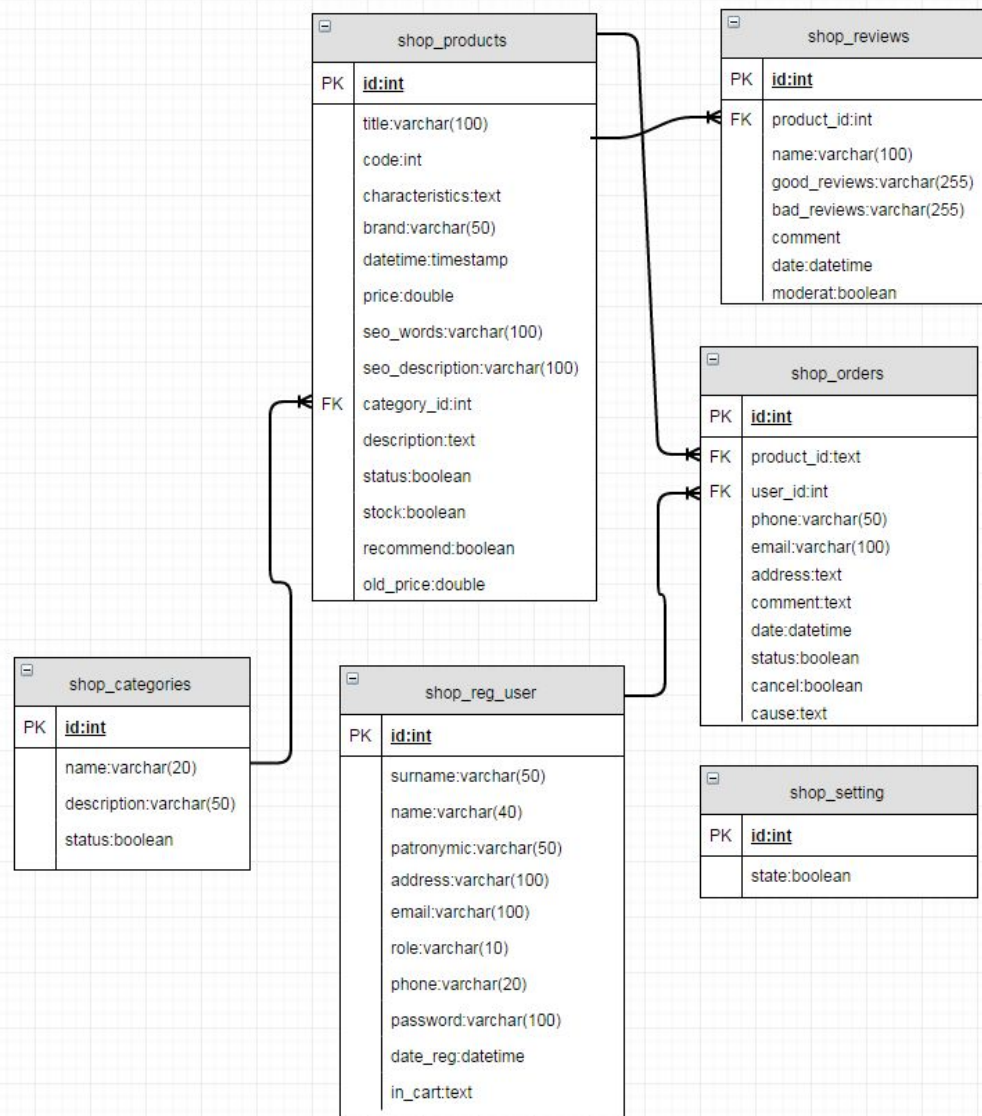 shop_products
PK id:int
title:varchar(100)
code:int
characteristics:text
brand:varchar(50)
datetime:timestamp
price:double
seo_words:varchar(100)
seo_description:varchar(100)
FK category_id:int
description:text
status:boolean
stock:boolean
recommend:boolean
old_price:double
shop_reviews
PK id:int
FK product_id:int
name:varchar(100)
good_reviews:varchar(255)
bad_reviews:varchar(255)
comment
date:datetime
moderat:boolean
shop_orders
PK id:int
FK product_id:text
FK user_id:int
phone:varchar(50)
email:varchar(100)
address:text
comment:text
date:datetime
status:boolean
cancel:boolean
cause:text
shop_categories
PK id:int
name:varchar(20)
description:varchar(50)
status:boolean
shop_reg_user
PK id:int
surname:varchar(50)
name:varchar(40)
patronymic:varchar(50)
address:varchar(100)
email:varchar(100)
role:varchar(10)
phone:varchar(20)
password:varchar(100)
date_reg:datetime
in_cart:text
shop_setting
PK id:int
state:boolean